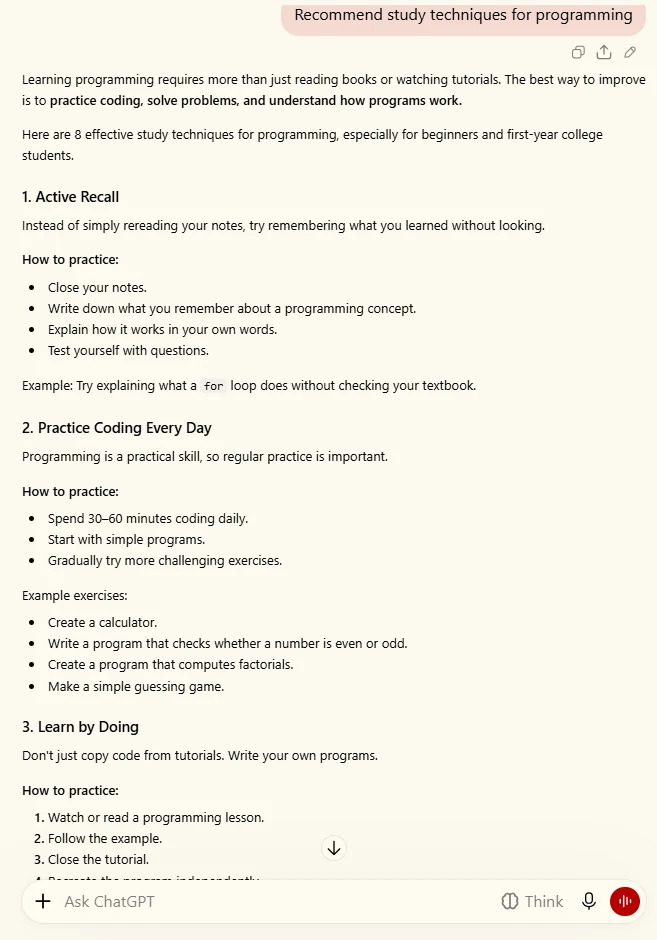 Recommend study techniques for programming
Learning programming requires more than just reading books or watching tutorials. The best way to improve
is to practice coding, solve problems, and understand how programs work.
Here are 8 effective study techniques for programming, especially for beginners and first-year college
students.
1. Active Recall
Instead of simply rereading your notes, try remembering what you learned without looking.
How to practice:
Close your notes.
Write down what you remember about a programming concept.
Explain how it works in your own words.
Test yourself with questions.
Example: Try explaining what a for loop does without checking your textbook.
2. Practice Coding Every Day
Programming is a practical skill, so regular practice is important.
How to practice:
Spend 30–60 minutes coding daily.
Start with simple programs.
Gradually try more challenging exercises.
Example exercises:
Create a calculator.
Write a program that checks whether a number is even or odd.
Create a program that computes factorials.
Make a simple guessing game.
3. Learn by Doing
Don't just copy code from tutorials. Write your own programs.
How to practice:
1. Watch or read a programming lesson.
2. Follow the example.
3. Close the tutorial.
4. Recreate the program independently.
Ask ChatGPT
Think